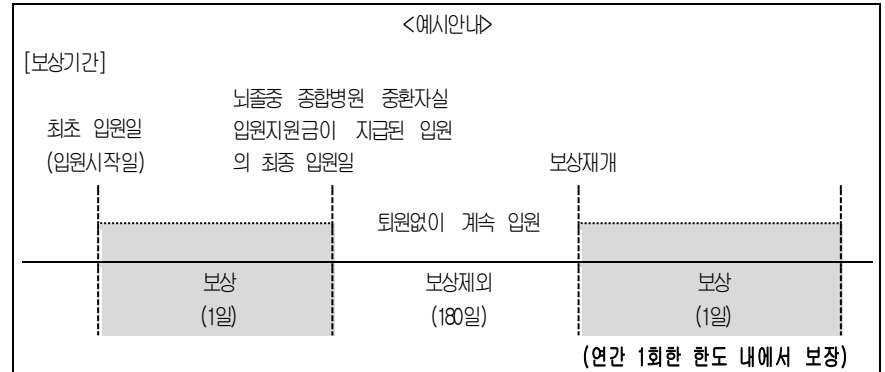 <예시안내>
[보상기간]
뇌졸중 종합병원 중환자실
최초 입원일 입원지원금이 지급된 입원
(입원시작일) 의 최종 입원일 보상재개
퇴원없이 계속 입원
보상 보상제외 보상
(1일) (180일) (1일)
(연간 1회한 한도 내에서 보장)